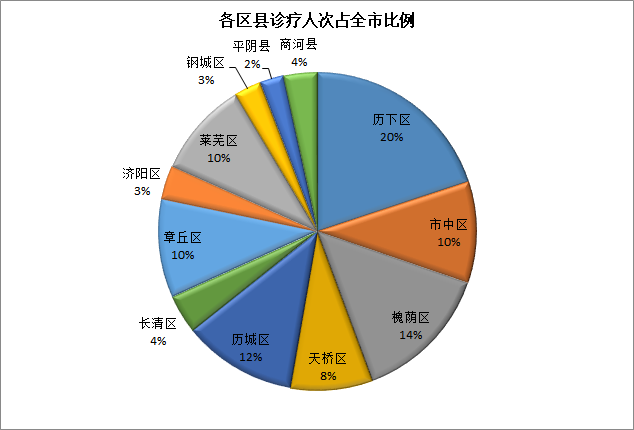 各区县诊疗人次占全市比例
历下区
20%
市中区
10%
槐荫区
14%
天桥区
8%
历城区
12%
长清区
4%
章丘区
10%
济阳区
3%
莱芜区
10%
钢城区
3%
平阴县
2%
商河县
4%